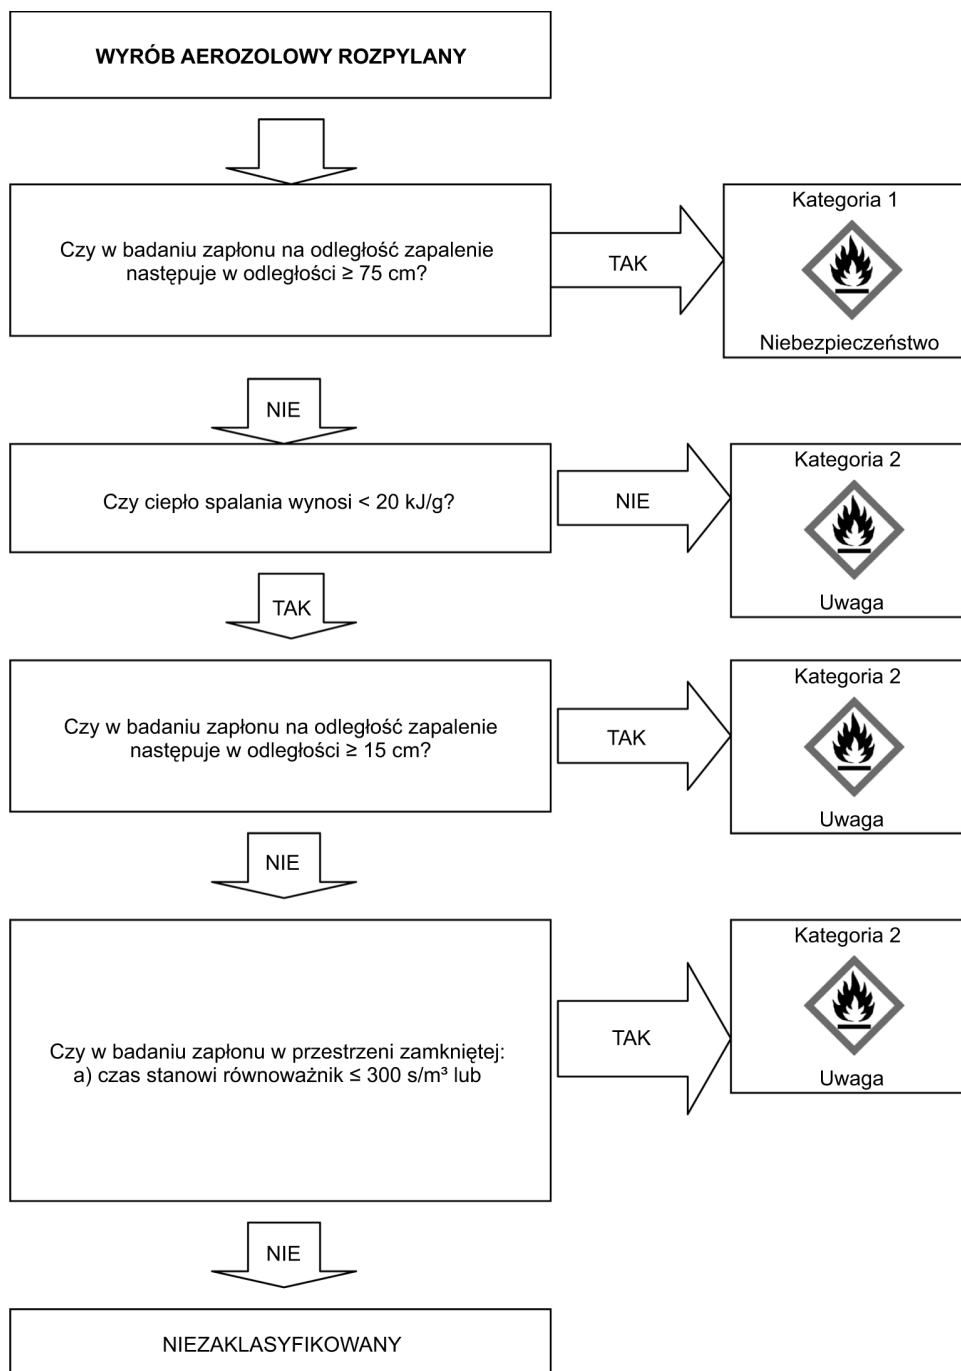 WYRÓB AEROZOLOWY ROZPYLANY
Czy w badaniu zapłonu na odległość zapalenie
następuje w odległości ≥ 75 cm?
TAK
Kategoria 1
Niebezpieczeństwo
NIE
Czy ciepło spalania wynosi < 20 kJ/g?
NIE
Kategoria 2
Uwaga
TAK
Czy w badaniu zapłonu na odległość zapalenie
następuje w odległości ≥ 15 cm?
TAK
Kategoria 2
Uwaga
NIE
Czy w badaniu zapłonu w przestrzeni zamkniętej:
a) czas stanowi równoważnik ≤ 300 s/m³ lub
TAK
Kategoria 2
Uwaga
NIE
NIEZAKLASYFIKOWANY